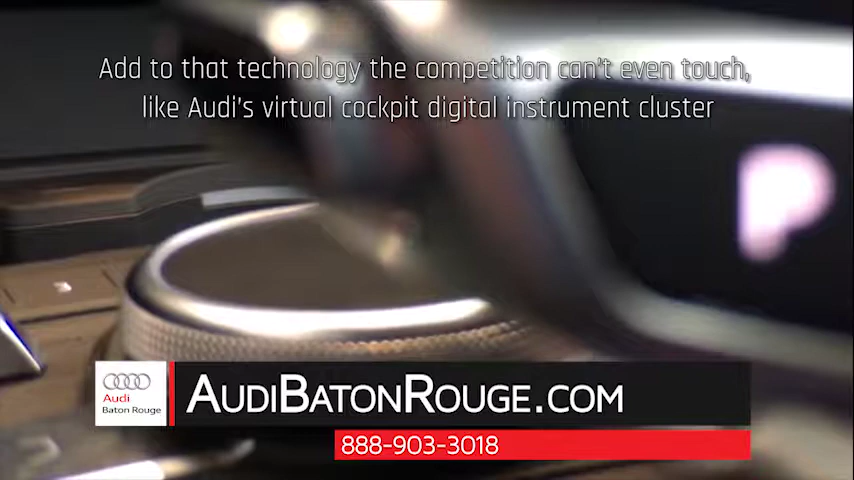 Add to that technology the competition can't even touch,
like Audi's virtual cockpit digital instrument cluster
P
Audi
Baton Rouge
AUDIBATONROUGE.COM
888-903-3018